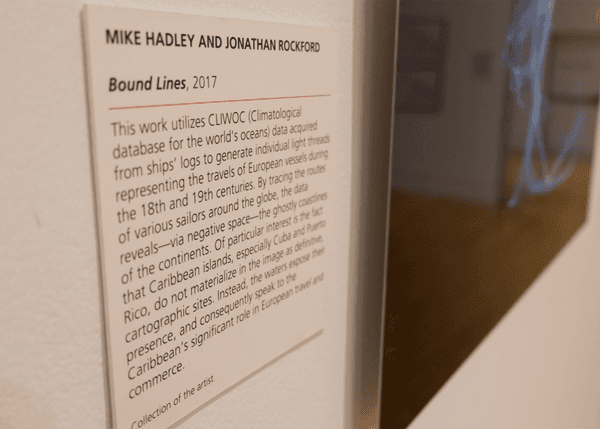 MIKE HADLEY AND JONATHAN ROCKFORD
Bound Lines, 2017
This work utilizes CLIWOC (Climatological
database for the world's oceans) data acquired
from ships' logs to generate individual light threads
representing the travels of European vessels during
the 18th and 19th centuries. By tracing the routes
of various sailors around the globe, the data
reveals—via negative space—the ghostly coastlines
of the continents. Of particular interest is the fact
that Caribbean islands, especially Cuba and Puerto
Rico, do not materialize in the image as definitive,
cartographic sites. Instead, the waters expose their
presence, and consequently speak to the
Caribbean's significant role in European travel and
commerce.
Collection of the artist.